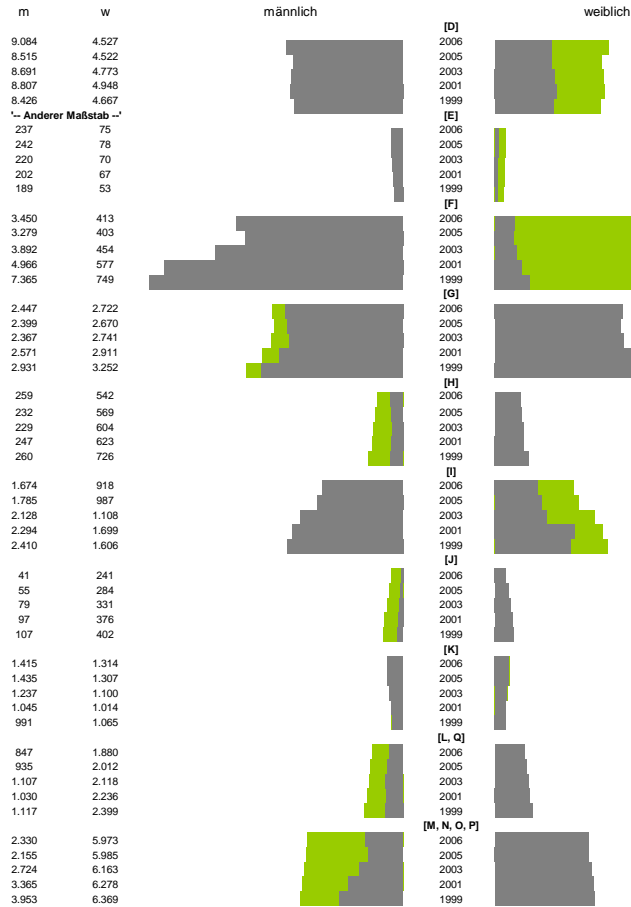 m w männlich weiblich
[D]
9.084 4.527 2006
8.515 4.522 2005
8.691 4.773 2003
8.807 4.948 2001
8.426 4.667 1999
'-- Anderer Maßstab --' [E]
237 75 2006
242 78 2005
220 70 2003
202 67 2001
189 53 1999
[F]
3.450 413 2006
3.279 403 2005
3.892 454 2003
4.966 577 2001
7.365 749 1999
[G]
2.447 2.722 2006
2.399 2.670 2005
2.367 2.741 2003
2.571 2.911 2001
2.931 3.252 1999
[H]
259 542 2006
232 569 2005
229 604 2003
247 623 2001
260 726 1999
[I]
1.674 918 2006
1.785 987 2005
2.128 1.108 2003
2.294 1.699 2001
2.410 1.606 1999
[J]
41 241 2006
55 284 2005
79 331 2003
97 376 2001
107 402 1999
[K]
1.415 1.314 2006
1.435 1.307 2005
1.237 1.100 2003
1.045 1.014 2001
991 1.065 1999
[L, Q]
847 1.880 2006
935 2.012 2005
1.107 2.118 2003
1.030 2.236 2001
1.117 2.399 1999
[M, N, O, P]
2.330 5.973 2006
2.155 5.985 2005
2.724 6.163 2003
3.365 6.278 2001
3.953 6.369 1999